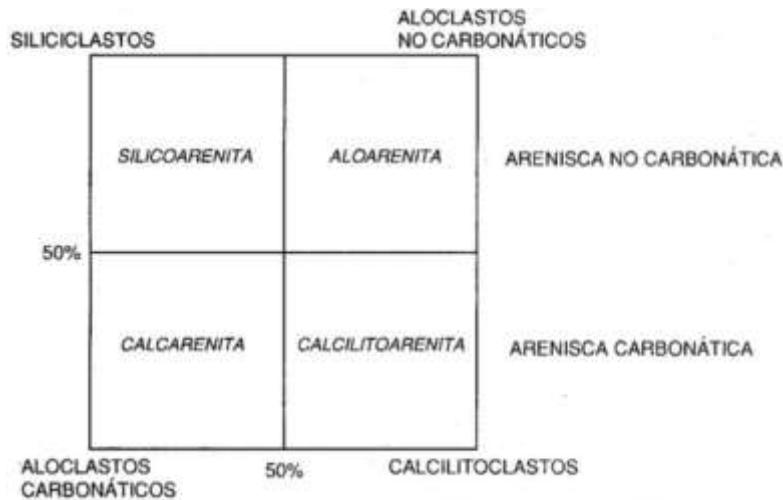 SILICICLASTOS
ALOCLASTOS
NO CARBONÁTICOS
SILICOARENITA
ALOARENITA
ARENISCA NO CARBONÁTICA
50%
CALCARENITA
CALCILITOARENITA
ARENISCA CARBONÁTICA
ALOCLASTOS
CARBONÁTICOS
50%
CALCILITOCLASTOS